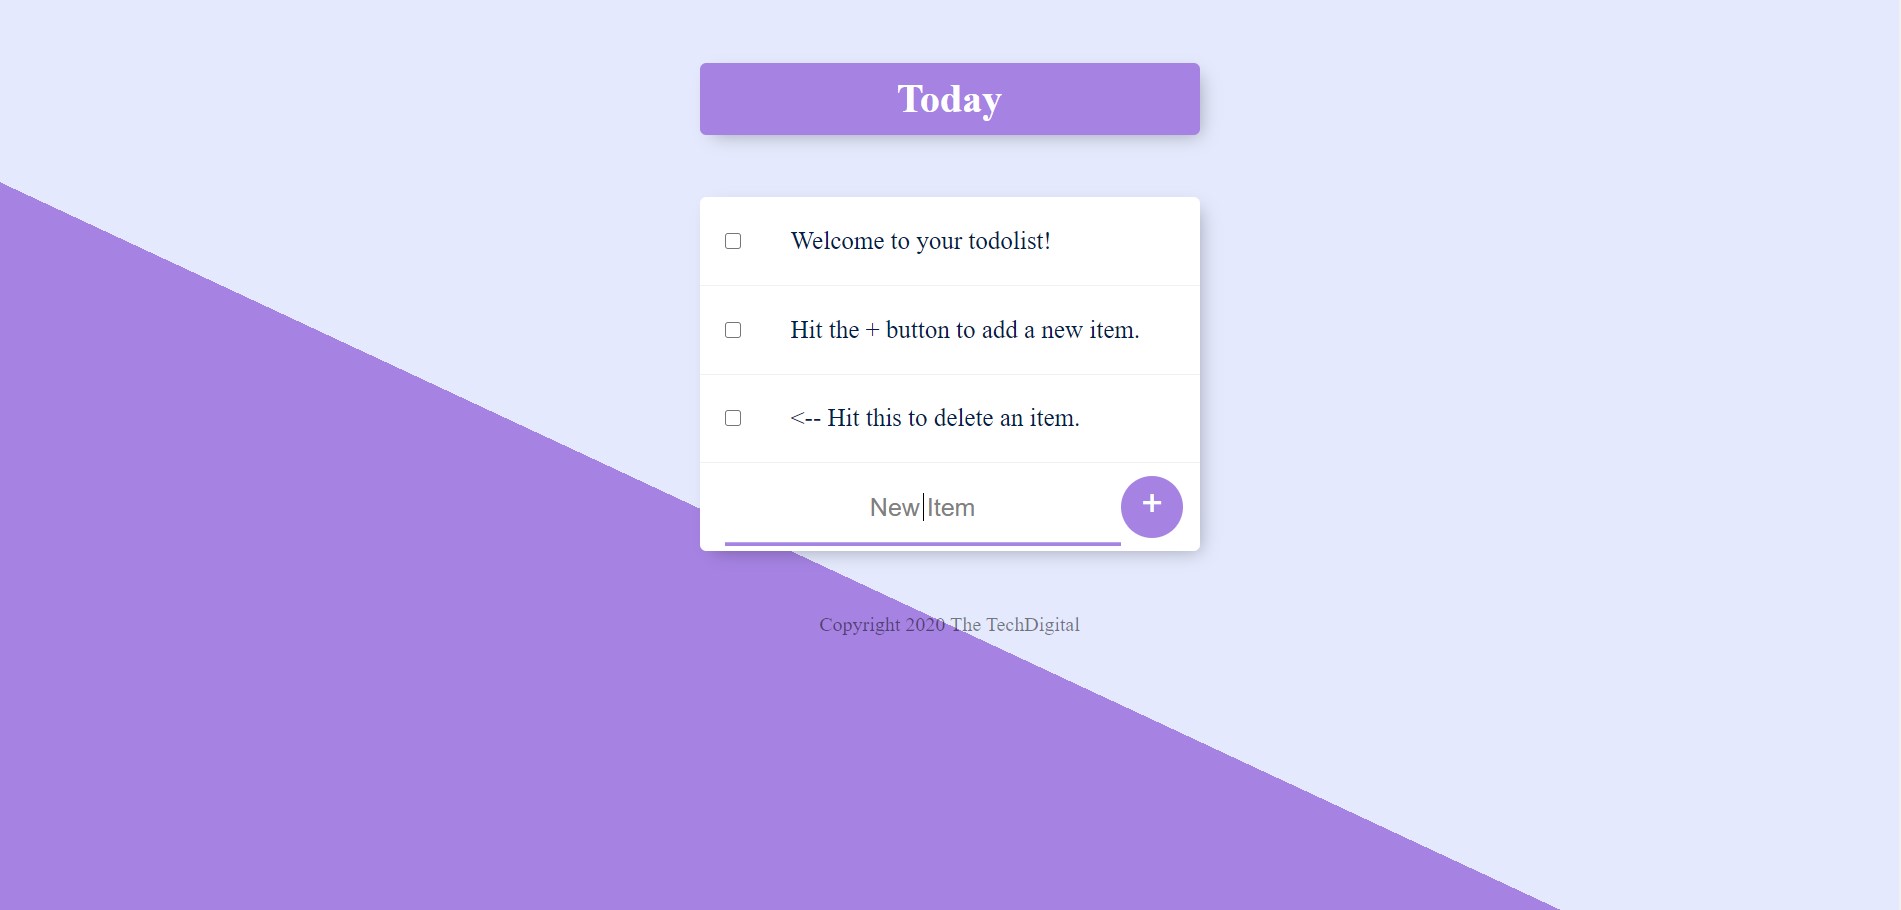 Today
Welcome to your todolist!
Hit the + button to add a new item.
<-- Hit this to delete an item.
New Item
+
Copyright 2020 The TechDigital